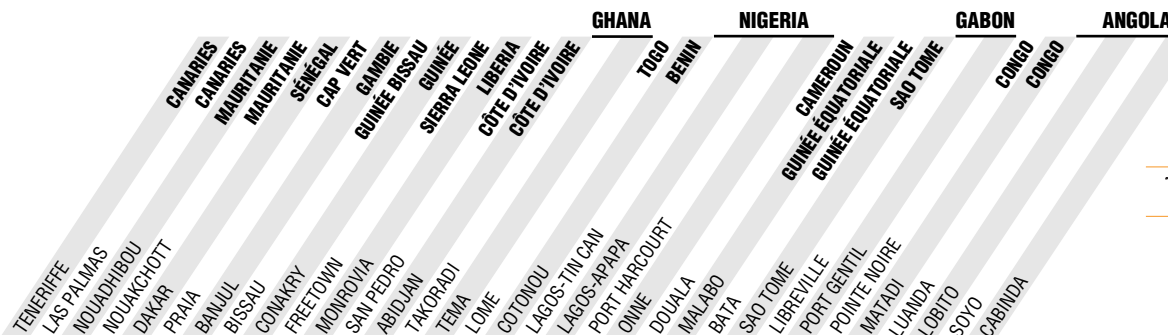 GHANA
NIGERIA
GABON
ANGOLA
CANARIES
CANARIES
MAURITANIE
MAURITANIE
SÉNÉGAL
CAP VERT
GAMBIE
GUINÉE BISSAU
GUINÉE
SIERRA LEONE
LIBERIA
CÔTE D'IVOIRE
CÔTE D'IVOIRE
TOGO
BENIN
CAMEROUN
GUINÉE ÉQUATORIALE
GUINÉE ÉQUATORIALE
SAO TOME
CONGO
CONGO
TENERIFFE
LAS PALMAS
NOUADHIBOU
NOUAKCHOTT
DAKAR
PRAIA
BANJUL
BISSAU
CONAKRY
FREETOWN
MONROVIA
SAN PEDRO
ABIDJAN
TAKORADI
TEMA
LOME
COTONOU
LAGOS-TIN CAN
LAGOS-APAPA
PORT HARCOURT
ONNE
DOUALA
MALABO
BATA
SAO TOME
LIBREVILLE
PORT GENTIL
POINTE NOIRE
MATADI
LUANDA
LOBITO
SOYO
CABINDA